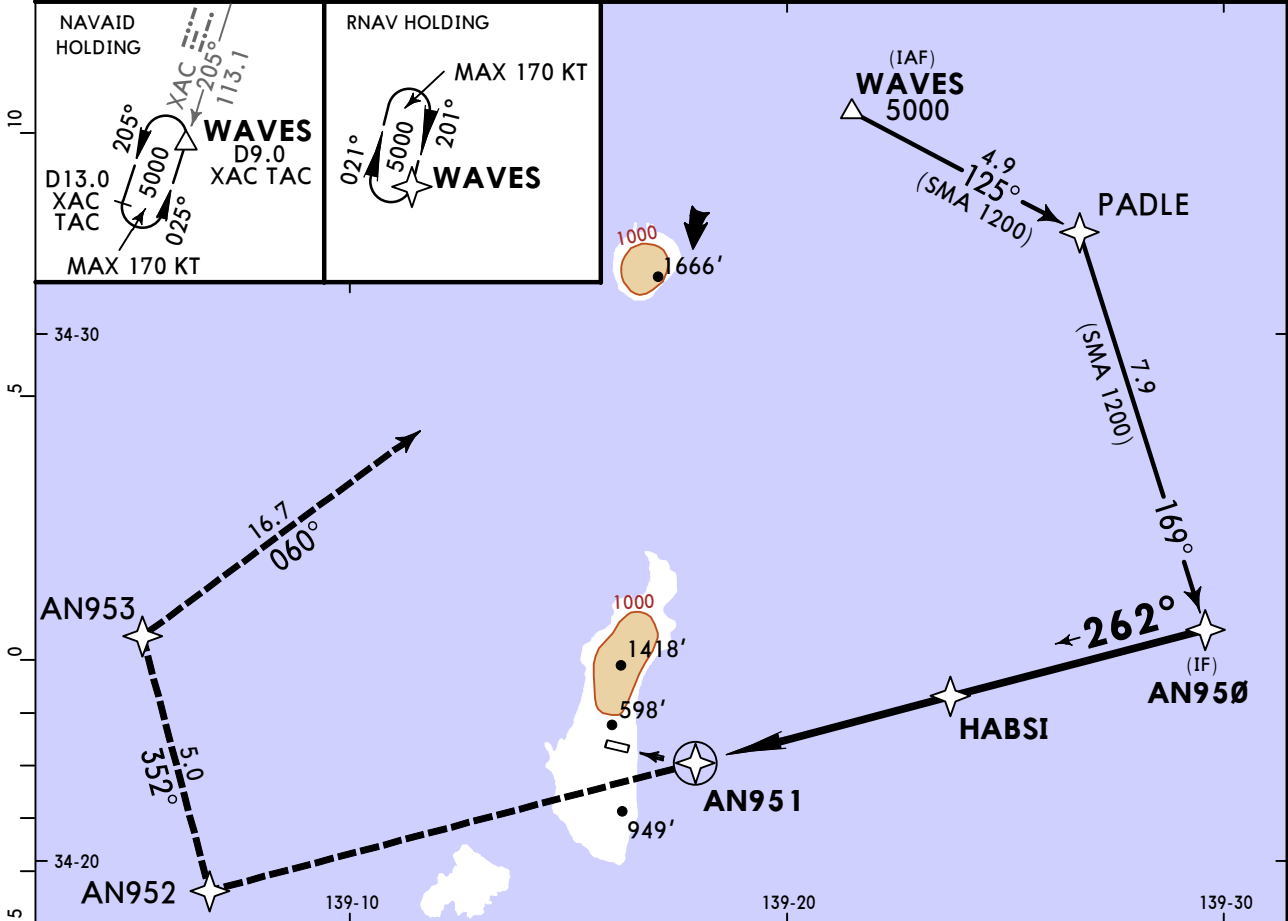 NAVAID
HOLDING
XAC
205°
113.1
205°
5000
025°
WAVES
D9.0
XAC TAC
D13.0
XAC
TAC
MAX 170 KT
RNAV HOLDING
MAX 170 KT
021°
5000
201°
WAVES
(IAF)
WAVES
5000
4.9
125°
(SMA 1200)
PADLE
1000
1666'
10
34-30
5
7.9
(SMA 1200)
169°
16.7
060°
AN953
1000
1418'
598'
262°
(IF)
AN95Ø
HABSI
0
5.0
352°
AN951
949'
34-20
AN952
139-10
139-20
139-30
5